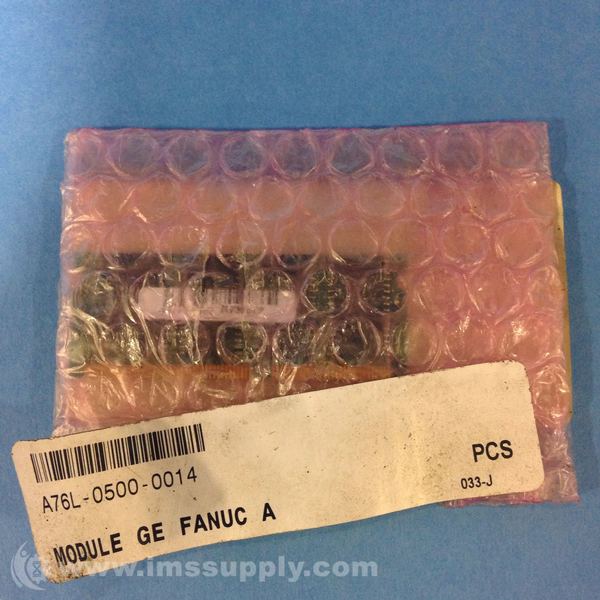 A76L-0500-0014
PCS
033-J
MODULE GE FANUC A
www.imssupply.com